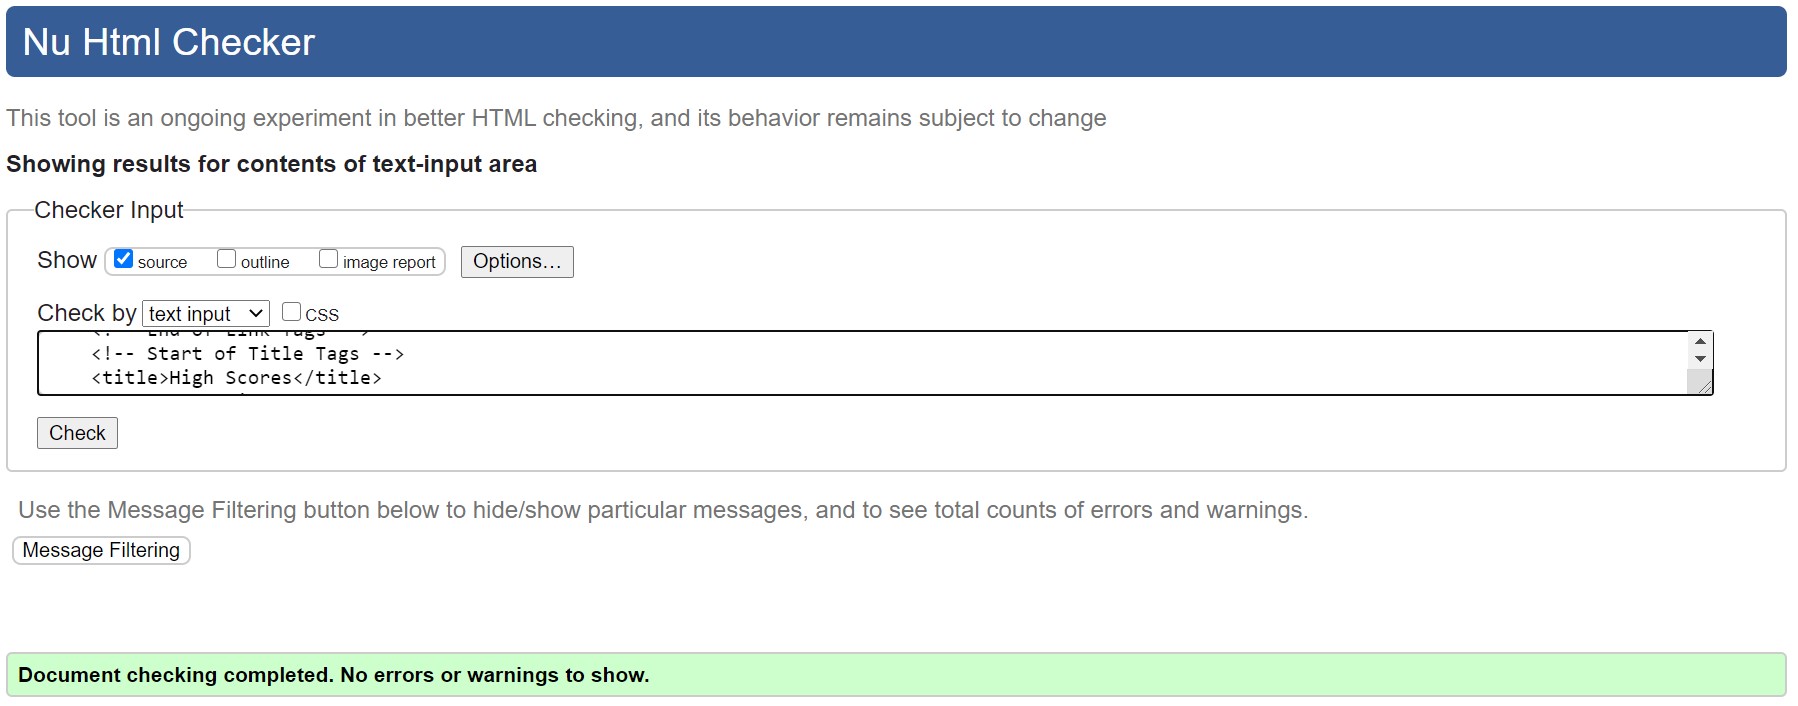 Nu Html Checker
This tool is an ongoing experiment in better HTML checking, and its behavior remains subject to change
Showing results for contents of text-input area
Checker Input
Show source outline image report Options...
Check by text input CSS
<!-- End of Link Tags -->
<!-- Start of Title Tags -->
<title>High Scores</title>
Check
Use the Message Filtering button below to hide/show particular messages, and to see total counts of errors and warnings.
Message Filtering
Document checking completed. No errors or warnings to show.